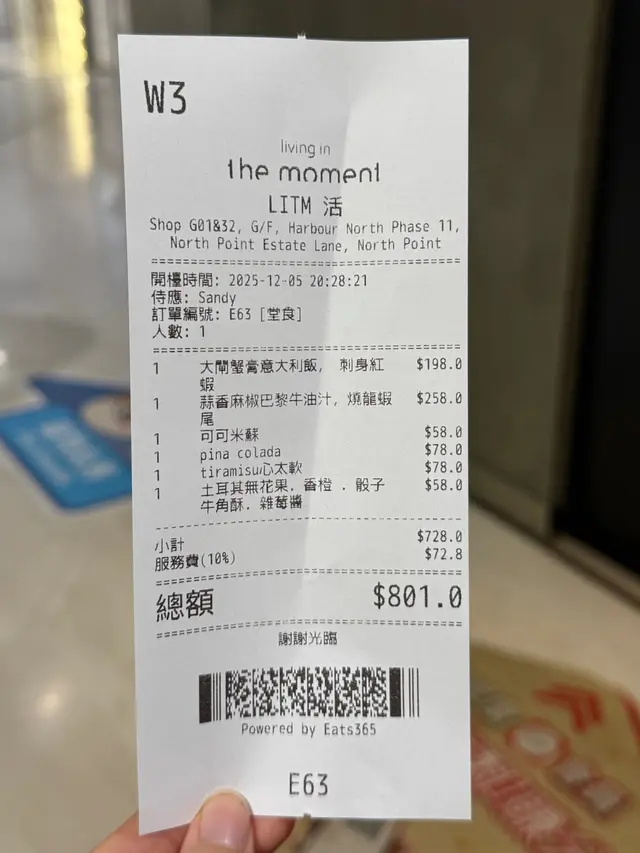 W3
living in
the moment
LITM 活
Shop G01&32, G/F, Harbour North Phase 11,
North Point Estate Lane, North Point
開檯時間: 2025-12-05 20:28:21
侍應: Sandy
訂單編號: E63 [堂食]
人數: 1
1 大閘蟹膏意大利飯, 刺身紅 $198.0
蝦
1 蒜香麻椒巴黎牛油汁, 燒龍蝦 $258.0
尾
1 可可米蘇 $58.0
1 pina colada $78.0
1 tiramisu心太軟 $78.0
1 土耳其無花果. 香橙 . 骰子 $58.0
牛角酥. 雜莓醬
小計 $728.0
服務費(10%) $72.8
總額 $801.0
謝謝光臨
Powered by Eats365
E63